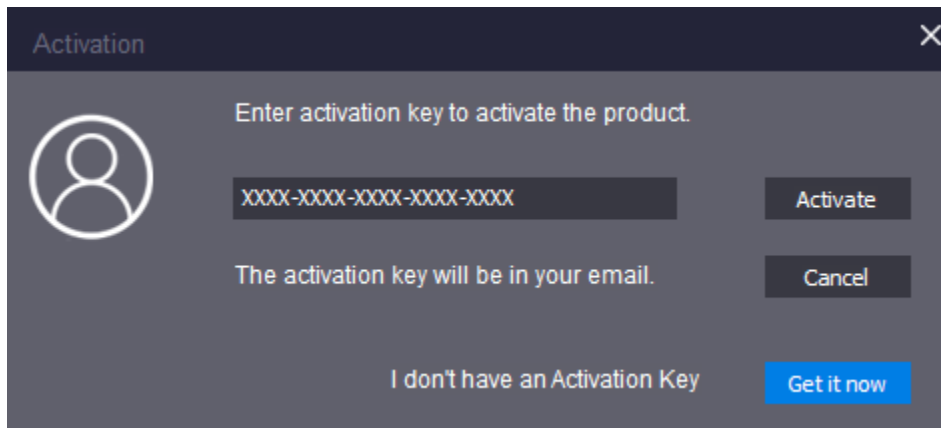 Activation
Enter activation key to activate the product.
XXXX-XXXX-XXXX-XXXX-XXXX
Activate
The activation key will be in your email.
Cancel
I don't have an Activation Key
Get it now